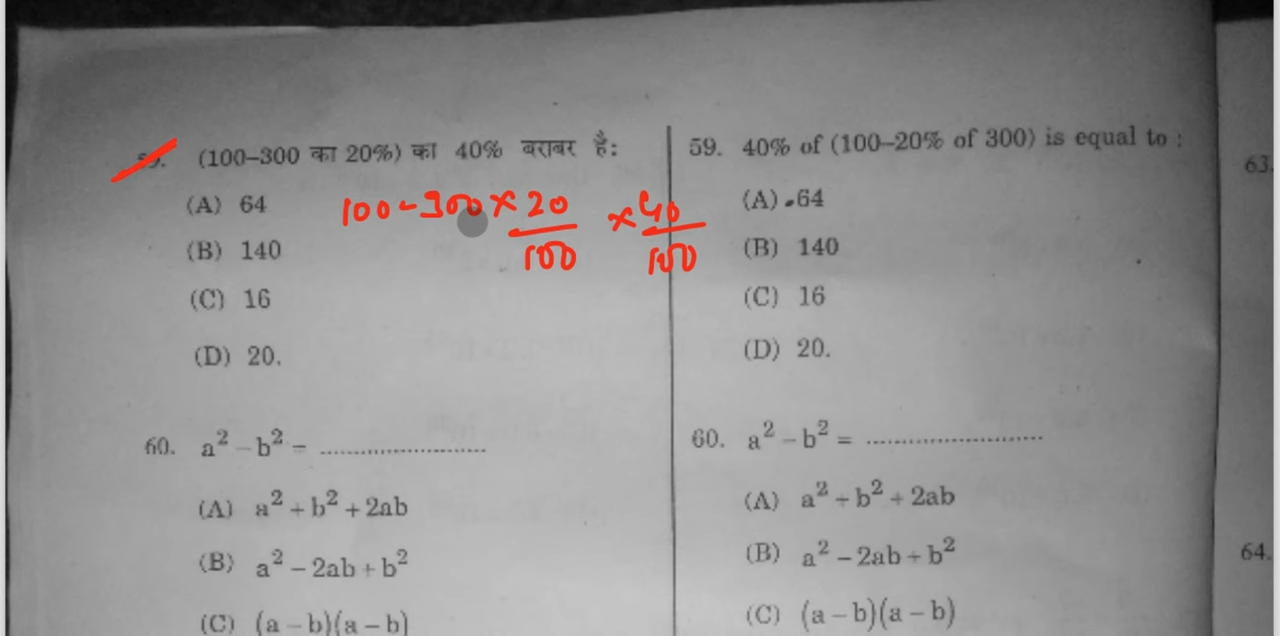 59. (100–300 का 20%) का 40% बराबर है:
(A) 64
(B) 140
(C) 16
(D) 20.
100-300×20/100 ×40/100
60. a² – b² = ........................
(A) a² + b² + 2ab
(B) a² – 2ab + b²
(C) (a – b)(a – b)
59. 40% of (100–20% of 300) is equal to :
(A) 64
(B) 140
(C) 16
(D) 20.
60. a² – b² = ........................
(A) a² + b² + 2ab
(B) a² – 2ab + b²
(C) (a – b)(a – b)
63.
64.